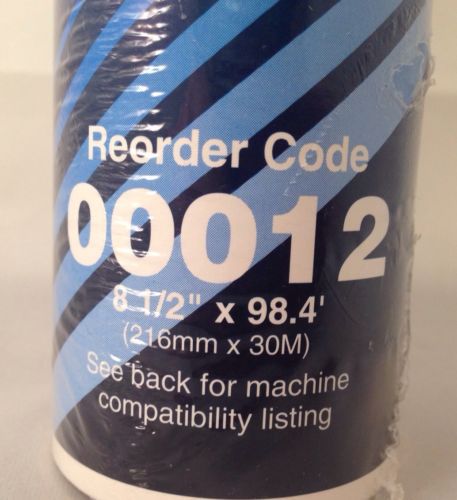 Reorder Code
00012
8 1/2" x 98.4'
(216mm x 30M)
See back for machine
compatibility listing